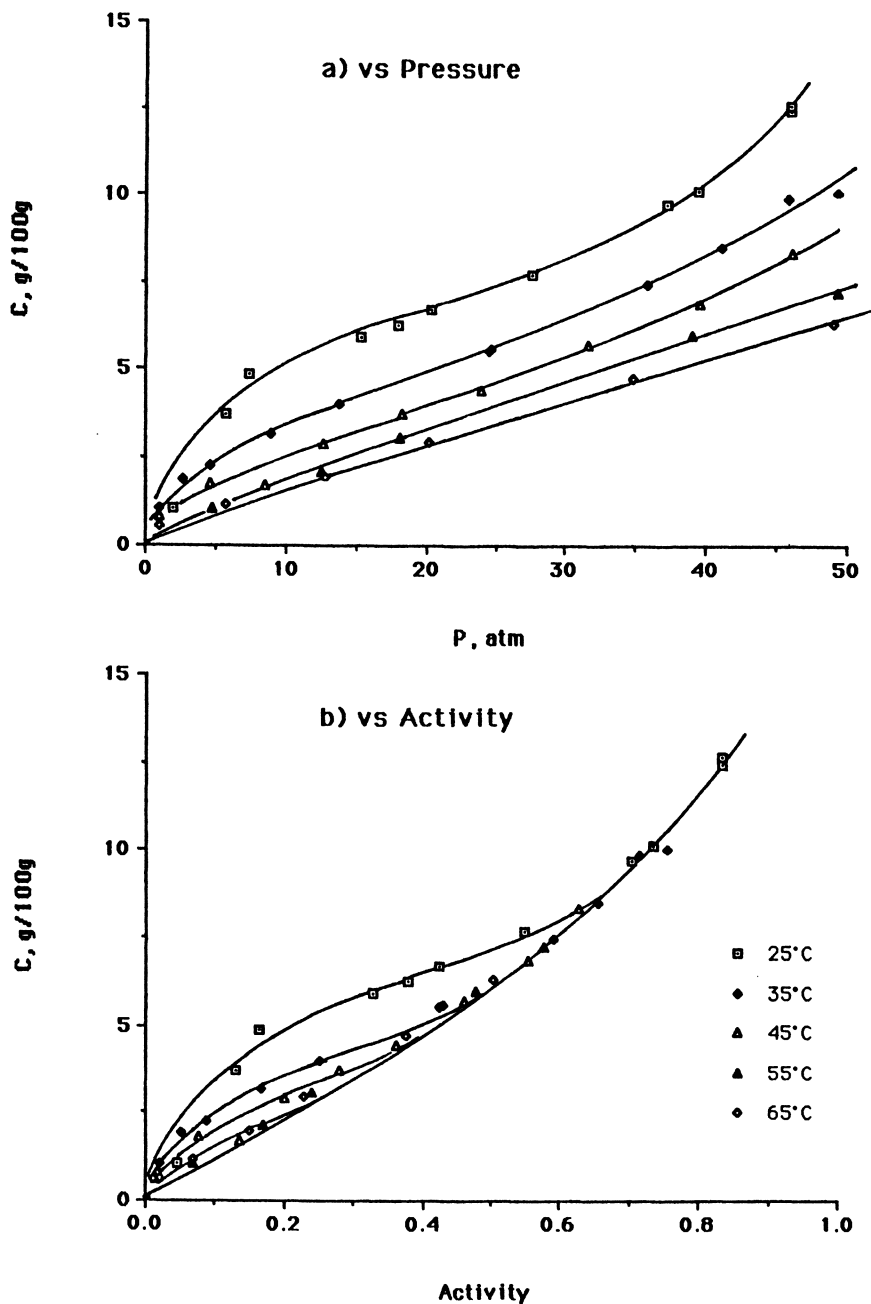 15
a) vs Pressure
10
C, g/100g
5
0
0 10 20 30 40 50
P, atm
15
b) vs Activity
10
C, g/100g
25°C
35°C
5
45°C
55°C
65°C
0
0.0 0.2 0.4 0.6 0.8 1.0
Activity